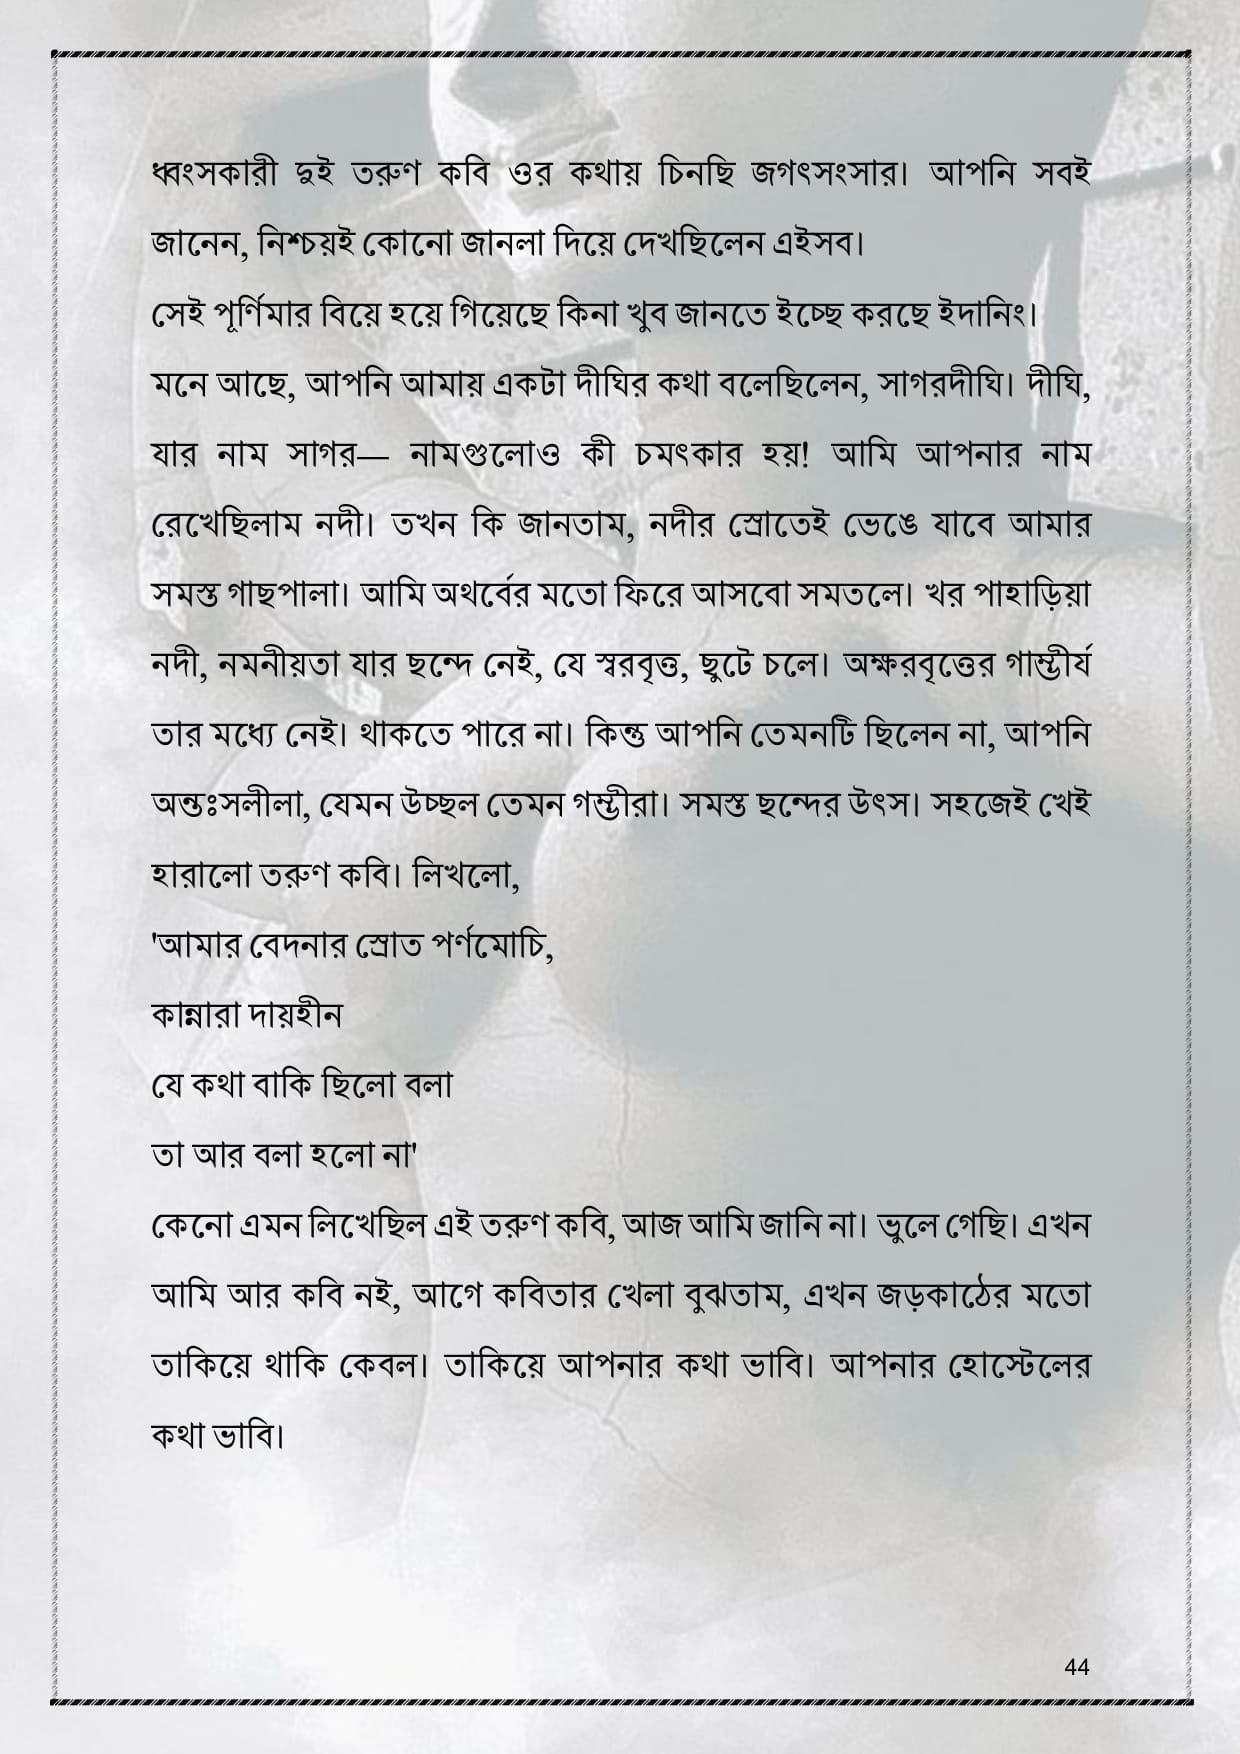 ধ্বংসকারী দুই তরুণ কবি ওর কথায় চিনছি জগৎসংসার। আপনি সবই
জানেন, নিশ্চয়ই কোনো জানলা দিয়ে দেখছিলেন এইসব।
সেই পূর্ণিমার বিয়ে হয়ে গিয়েছে কিনা খুব জানতে ইচ্ছে করছে ইদানিং।
মনে আছে, আপনি আমায় একটা দীঘির কথা বলেছিলেন, সাগরদীঘি। দীঘি,
যার নাম সাগর— নামগুলোও কী চমৎকার হয়! আমি আপনার নাম
রেখেছিলাম নদী। তখন কি জানতাম, নদীর স্রোতেই ভেঙে যাবে আমার
সমস্ত গাছপালা। আমি অথর্বের মতো ফিরে আসবো সমতলে। খর পাহাড়িয়া
নদী, নমনীয়তা যার ছন্দে নেই, যে স্বরবৃত্ত, ছুটে চলে। অক্ষরবৃত্তের গাম্ভীর্য
তার মধ্যে নেই। থাকতে পারে না। কিন্তু আপনি তেমনটি ছিলেন না, আপনি
অন্তঃসলীলা, যেমন উচ্ছল তেমন গম্ভীরা। সমস্ত ছন্দের উৎস। সহজেই খেই
হারালো তরুণ কবি। লিখলো,
'আমার বেদনার স্রোত পর্ণমোচি,
কান্নারা দায়হীন
যে কথা বাকি ছিলো বলা
তা আর বলা হলো না'
কেনো এমন লিখেছিল এই তরুণ কবি, আজ আমি জানি না। ভুলে গেছি। এখন
আমি আর কবি নই, আগে কবিতার খেলা বুঝতাম, এখন জড়কাঠের মতো
তাকিয়ে থাকি কেবল। তাকিয়ে আপনার কথা ভাবি। আপনার হোস্টেলের
কথা ভাবি।
44